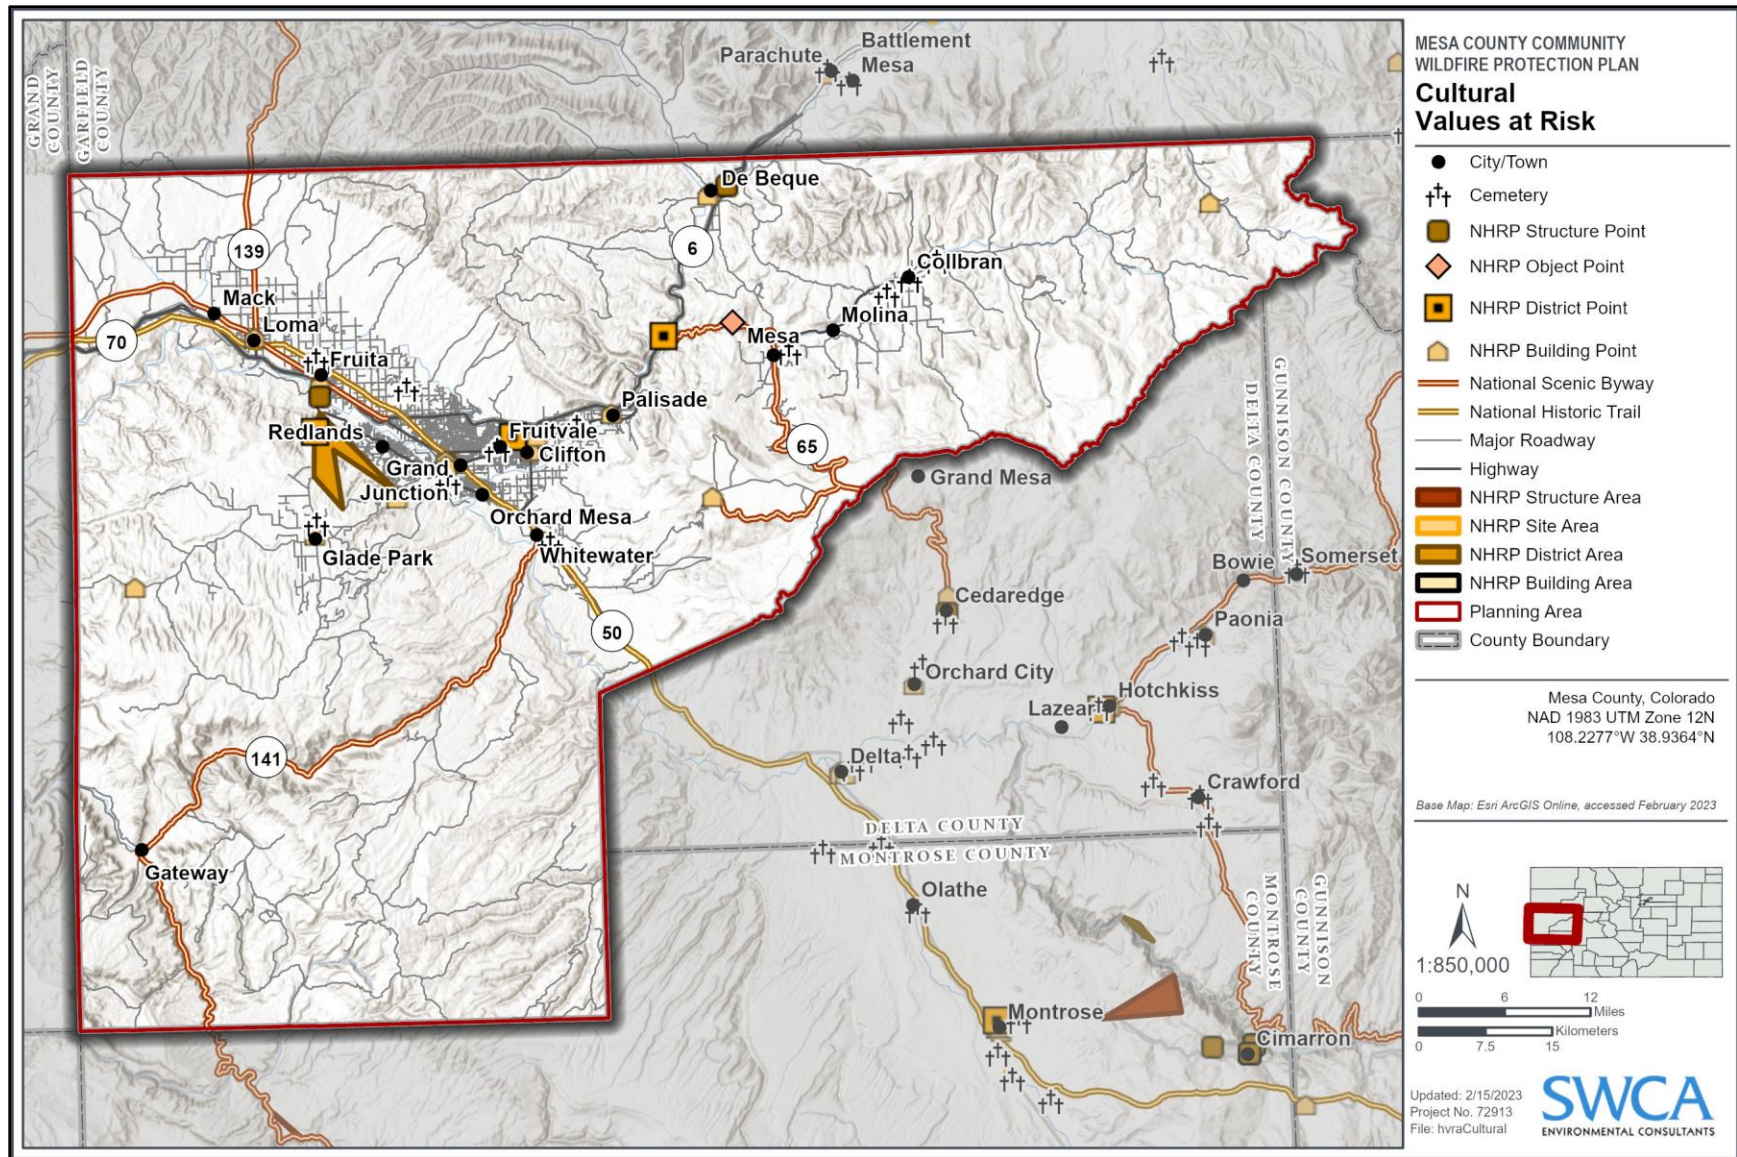 MESA COUNTY COMMUNITY
WILDFIRE PROTECTION PLAN
Cultural
Values at Risk
City/Town
Cemetery
NHRP Structure Point
NHRP Object Point
NHRP District Point
NHRP Building Point
National Scenic Byway
National Historic Trail
Major Roadway
Highway
NHRP Structure Area
NHRP Site Area
NHRP District Area
NHRP Building Area
Planning Area
County Boundary
Mesa County, Colorado
NAD 1983 UTM Zone 12N
108.2277°W 38.9364°N
Base Map: Esri ArcGIS Online, accessed February 2023
N
1:850,000
0 6 12
Miles
Kilometers
0 7.5 15
Updated: 2/15/2023
Project No. 72913
File: hvraCultural
SWCA
ENVIRONMENTAL CONSULTANTS
GRAND
COUNTY
GARFIELD
COUNTY
Parachute
Battlement
Mesa
De Beque
139
6
Collbran
Mack
Loma
70
Fruita
Mesa
Molina
Palisade
Redlands
Fruitvale
Clifton
65
Grand
Junction
Grand Mesa
Orchard Mesa
Whitewater
Glade Park
DELTA
COUNTY
GUNNISON
COUNTY
Bowie
Somerset
Cedaredge
Paonia
50
Orchard City
Hotchkiss
Lazear
141
Delta
Crawford
DELTA COUNTY
MONTROSE COUNTY
Gateway
Olathe
MONTROSE
COUNTY
GUNNISON
COUNTY
Montrose
Cimarron